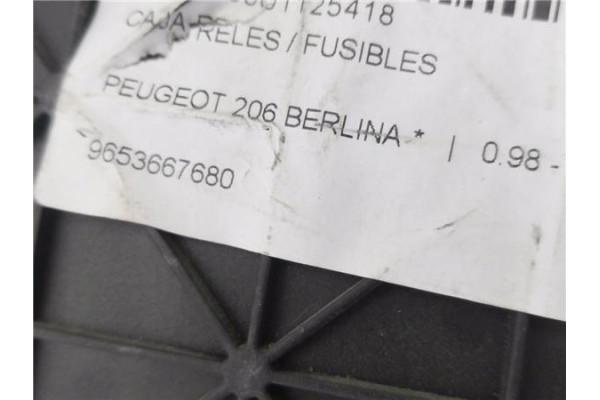 CAJA RELES / FUSIBLES
PEUGEOT 206 BERLINA * | 0.98 -
9653667680